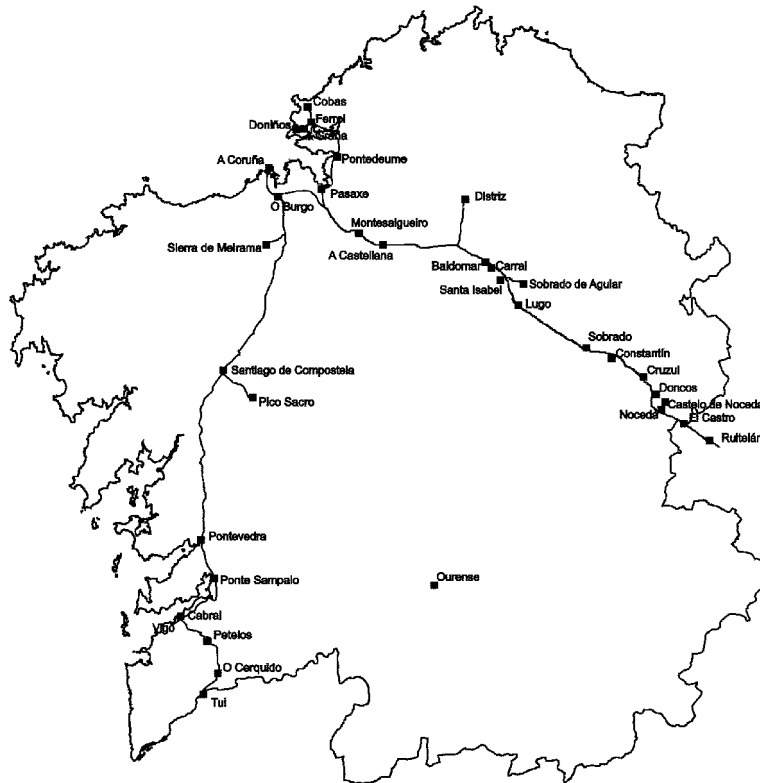 Cobas
Ferrol
Doniños
A Graña
Pontedeume
A Coruña
Pasaxe
O Burgo
Distriz
Montesalgueiro
Sierra de Meirama
A Castellana
Baldomar
Carral
Santa Isabel
Sobrado de Aguiar
Lugo
Sobrado
Constantín
Cruzul
Santiago de Compostela
Doncos
Pico Sacro
Castelo de Noceda
Noceda
El Castro
Ruitelán
Pontevedra
Ponte Sampaio
Ourense
Cabral
Vigo
Petelos
O Cerquido
Tui